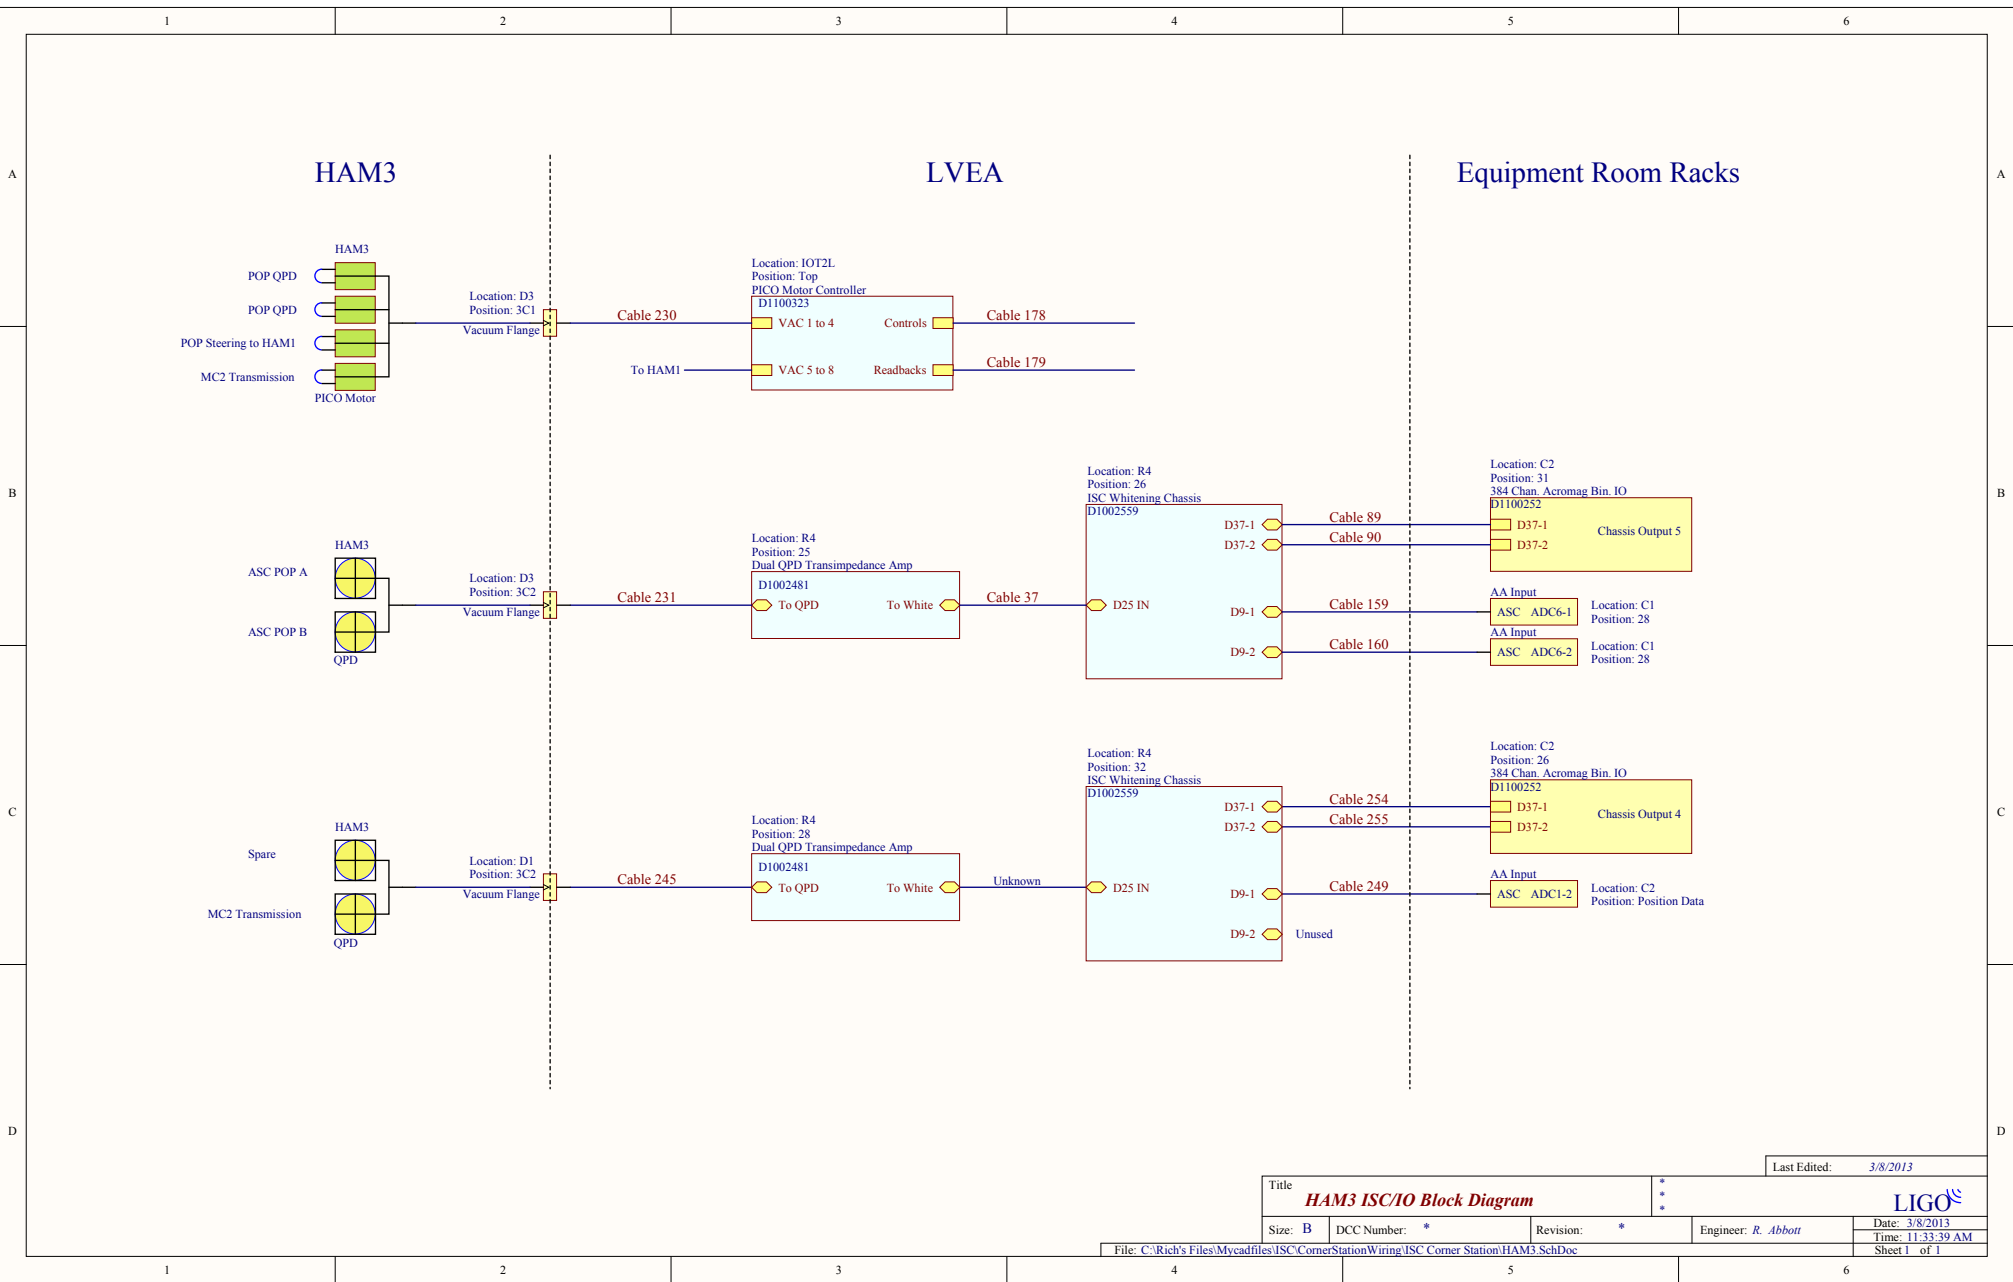 1 2 3 4 5 6
A A
B B
C C
D D
HAM3
LVEA
Equipment Room Racks
HAM3
POP QPD
POP QPD
POP Steering to HAM1
MC2 Transmission
PICO Motor
Location: D3
Position: 3C1
Vacuum Flange
Cable 230
To HAM1
Location: IOT2L
Position: Top
PICO Motor Controller
D1100323
VAC 1 to 4 Controls
VAC 5 to 8 Readbacks
Cable 178
Cable 179
HAM3
ASC POP A
ASC POP B
QPD
Location: D3
Position: 3C2
Vacuum Flange
Cable 231
Location: R4
Position: 25
Dual QPD Transimpedance Amp
D1002481
To QPD To White
Cable 37
Location: R4
Position: 26
ISC Whitening Chassis
D1002559
D37-1
D37-2
D25 IN
D9-1
D9-2
Cable 89
Cable 90
Cable 159
Cable 160
Location: C2
Position: 31
384 Chan. Acromag Bin. IO
D1100252
D37-1
D37-2
Chassis Output 5
AA Input
ASC ADC6-1
Location: C1
Position: 28
AA Input
ASC ADC6-2
Location: C1
Position: 28
HAM3
Spare
MC2 Transmission
QPD
Location: D1
Position: 3C2
Vacuum Flange
Cable 245
Location: R4
Position: 28
Dual QPD Transimpedance Amp
D1002481
To QPD To White
Unknown
Location: R4
Position: 32
ISC Whitening Chassis
D1002559
D37-1
D37-2
D25 IN
D9-1
D9-2
Cable 254
Cable 255
Cable 249
Unused
Location: C2
Position: 26
384 Chan. Acromag Bin. IO
D1100252
D37-1
D37-2
Chassis Output 4
AA Input
ASC ADC1-2
Location: C2
Position: Position Data
Last Edited: 3/8/2013
Title
HAM3 ISC/IO Block Diagram
*
*
*
LIGO
Size: B DCC Number: * Revision: * Engineer: R. Abbott
Date: 3/8/2013
Time: 11:33:39 AM
Sheet 1 of 1
File: C:\Rich's Files\Mycadfiles\ISC\CornerStationWiring\ISC Corner Station\HAM3.SchDoc
1 2 3 4 5 6